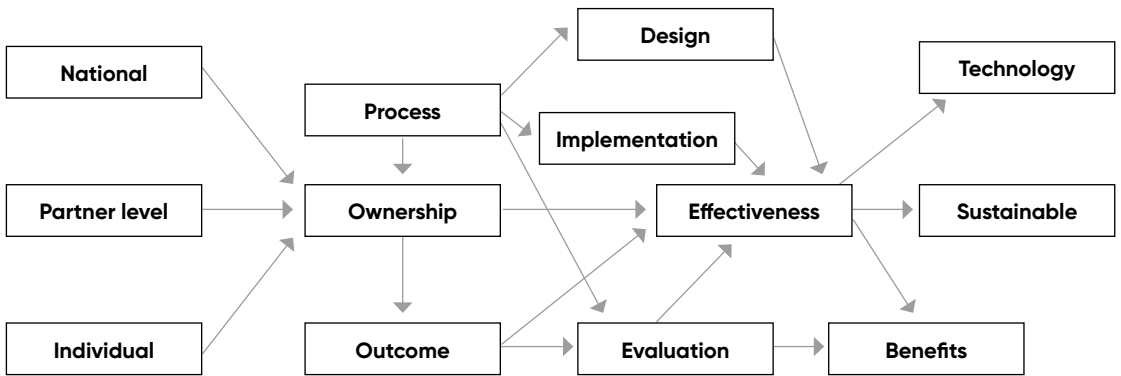 Design
Technology
National
Process
Implementation
Partner level
Ownership
Effectiveness
Sustainable
Individual
Outcome
Evaluation
Benefits